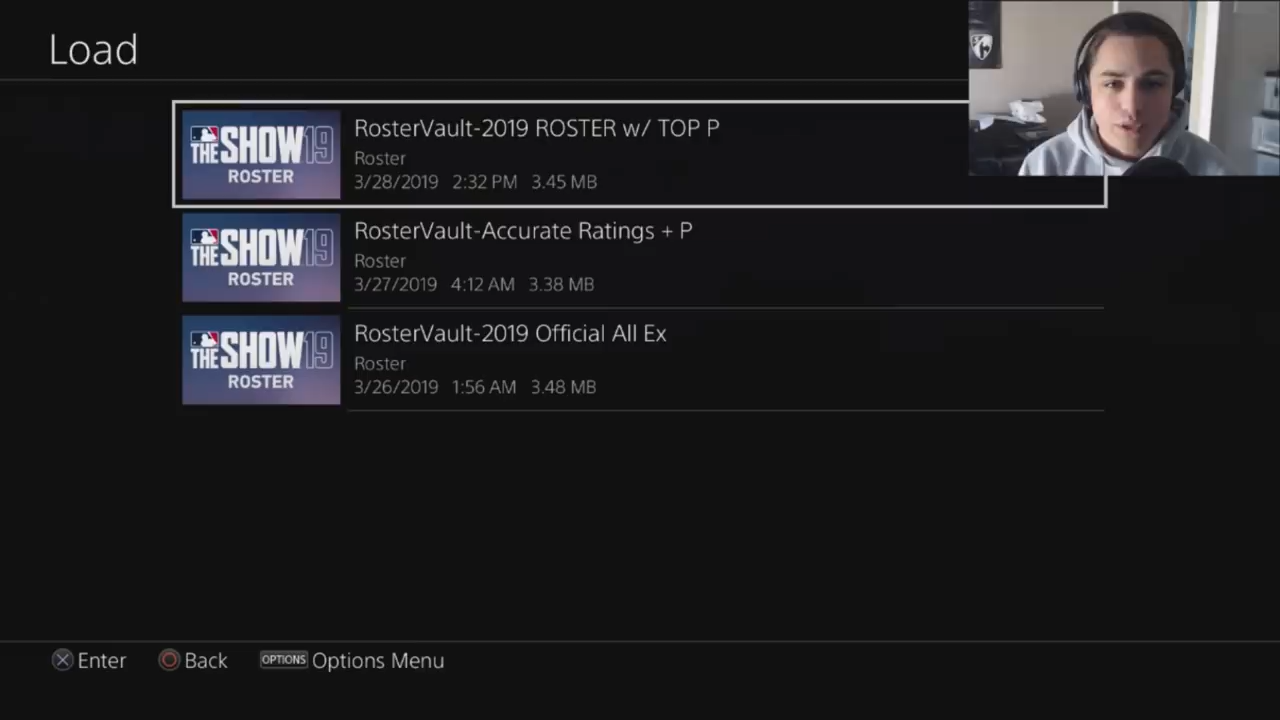 Load
THE SHOW 19
ROSTER
RosterVault-2019 ROSTER w/ TOP P
Roster
3/28/2019 2:32 PM 3.45 MB
THE SHOW 19
ROSTER
RosterVault-Accurate Ratings + P
Roster
3/27/2019 4:12 AM 3.38 MB
THE SHOW 19
ROSTER
RosterVault-2019 Official All Ex
Roster
3/26/2019 1:56 AM 3.48 MB
Enter Back OPTIONS Options Menu